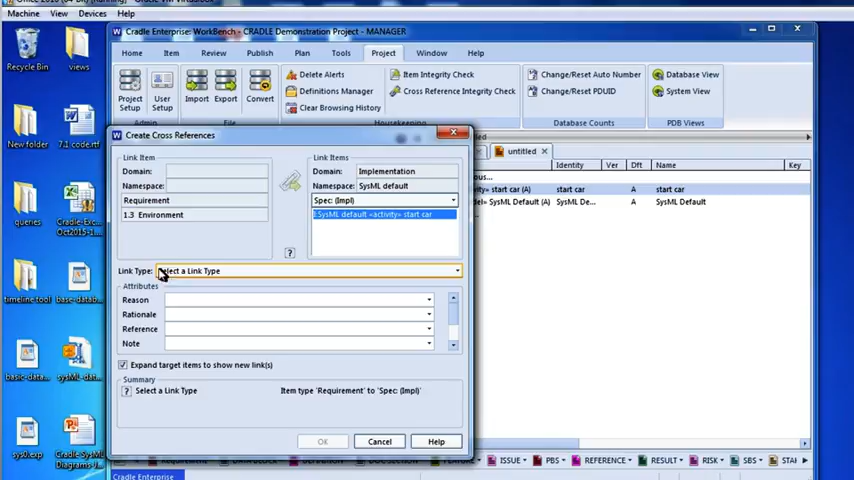 Machine View Devices Help
Cradle Enterprise: WorkBench - CRADLE Demonstration Project - MANAGER
Home Item Review Publish Plan Tools Project Window Help
Project Setup
User Setup
Import
Export
Convert
Delete Alerts
Definitions Manager
Clear Browsing History
Item Integrity Check
Cross Reference Integrity Check
Change/Reset Auto Number
Change/Reset PDUID
Database View
System View
Admin
File
Database Counts
PDB Views
Recycle Bin
views
New folder
7.1 code.rtf
queries
timeline tool
sys0.exp
Create Cross References
Link Item
Domain:
Namespace:
Requirement
1.3 Environment
Link Items
Domain: Implementation
Namespace: SysML default
Spec: (Impl)
SysML default «activity» start car
Link Type: Select a Link Type
Attributes
Reason
Rationale
Reference
Note
Expand target items to show new link(s)
Summary
Select a Link Type Item type 'Requirement' to 'Spec: (Impl)'
OK Cancel Help
untitled
Identity Ver Dft Name Key
start car (A) start car A start car
(A) SysML De... A SysML Default
ISSUE PBS REFERENCE RESULT RISK SBS
Cradle Enterprise